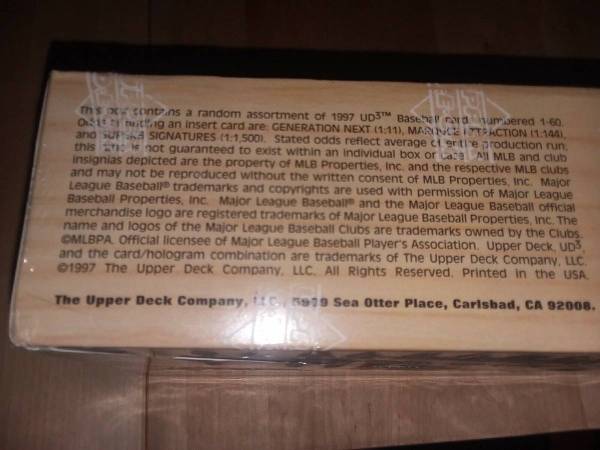 This box contains a random assortment of 1997 UD3™ Baseball card numbered 1-60.
Odds of finding an insert card are: GENERATION NEXT (1:11), MARQUEE ATTRACTION (1:144),
and SUPERB SIGNATURES (1:1,500). Stated odds reflect average of entire production run,
this is not guaranteed to exist within an individual box or case. All MLB and club
insignias depicted are the property of MLB Properties, Inc. and the respective MLB clubs
and may not be reproduced without the written consent of MLB Properties, Inc. Major
League Baseball® trademarks and copyrights are used with permission of Major League
Baseball Properties, Inc. Major League Baseball® and the Major League Baseball official
merchandise logo are registered trademarks of Major League Baseball Properties, Inc. The
name and logos of the Major League Baseball Clubs are trademarks owned by the Clubs.
©MLBPA. Official licensee of Major League Baseball Player's Association. Upper Deck, UD3,
and the card/hologram combination are trademarks of The Upper Deck Company, LLC.
©1997 The Upper Deck Company, LLC. All Rights Reserved. Printed in the USA.
The Upper Deck Company, LLC, 5909 Sea Otter Place, Carlsbad, CA 92008.